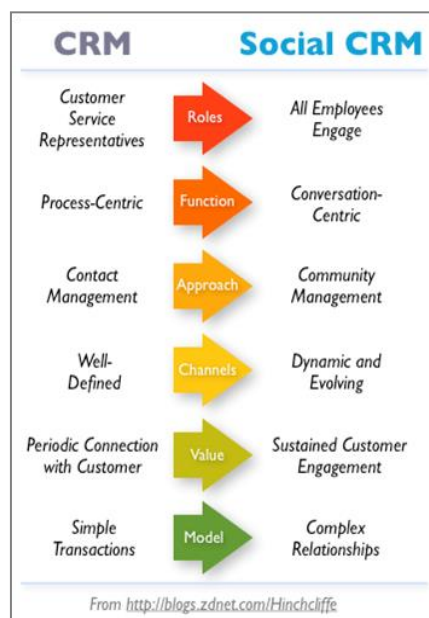 CRM
Social CRM
Customer
Service
Representatives
Roles
All Employees
Engage
Process-Centric
Function
Conversation-
Centric
Contact
Management
Approach
Community
Management
Well-
Defined
Channels
Dynamic and
Evolving
Periodic Connection
with Customer
Value
Sustained Customer
Engagement
Simple
Transactions
Model
Complex
Relationships
From http://blogs.zdnet.com/Hinchcliffe